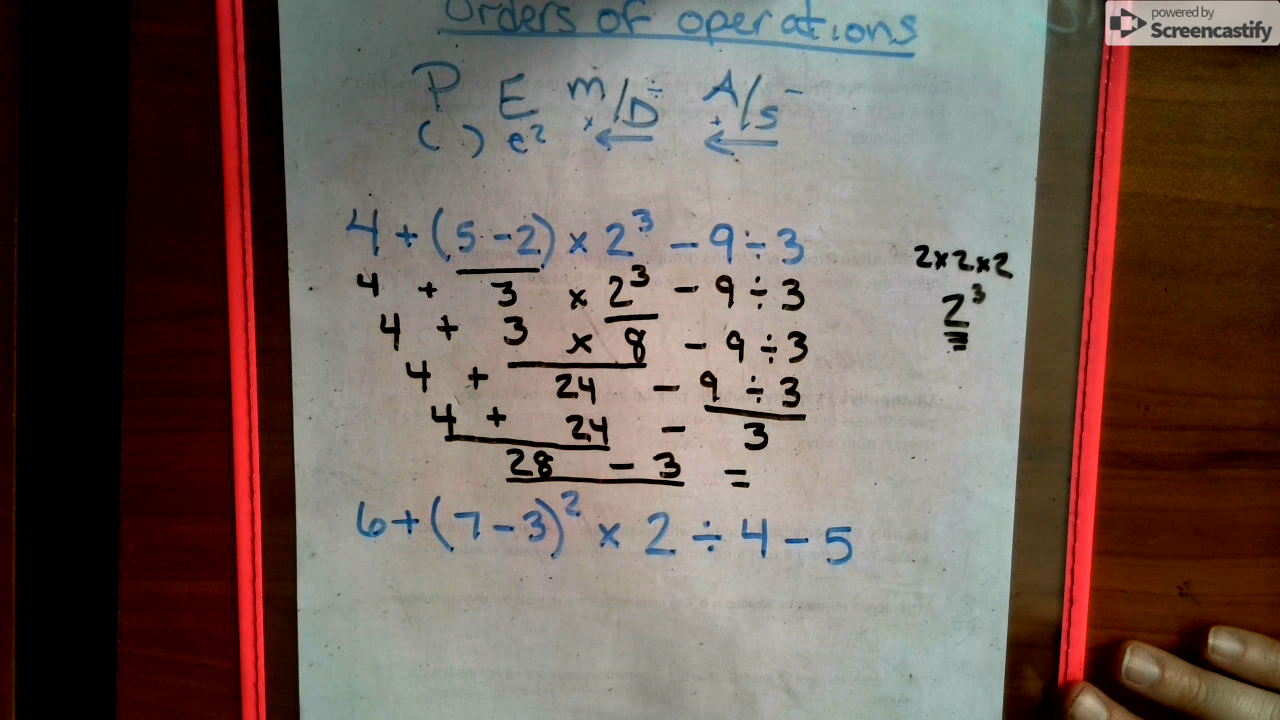 powered by
Screencastify
Orders of operations
P E m/D÷ A/S-
( ) e² × +
4 + (5 - 2) × 2³ - 9 ÷ 3
4 + 3 × 2³ - 9 ÷ 3
2×2×2
2³
4 + 3 × 8 - 9 ÷ 3
4 + 24 - 9 ÷ 3
4 + 24 - 3
28 - 3 =
6 + (7 - 3)² × 2 ÷ 4 - 5